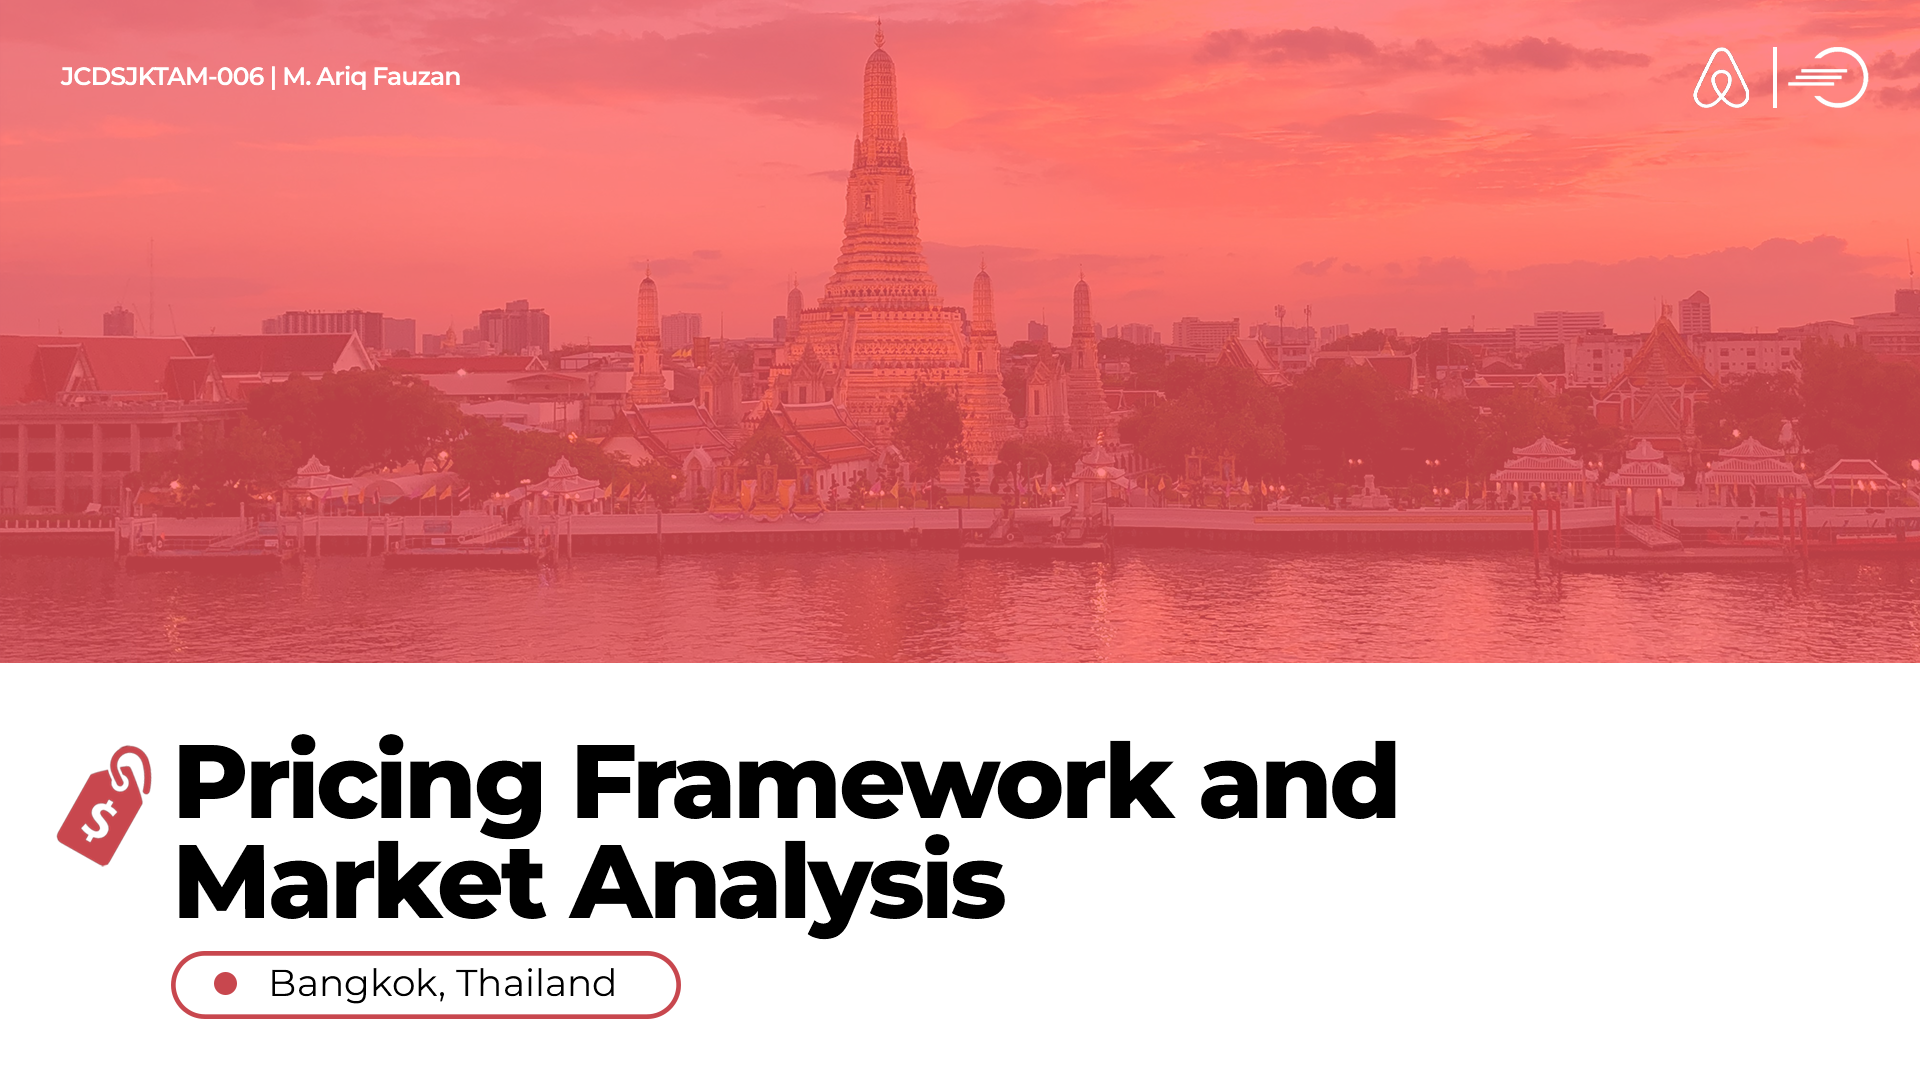 JCDSJKTAM-006 | M. Ariq Fauzan
Pricing Framework and
Market Analysis
Bangkok, Thailand